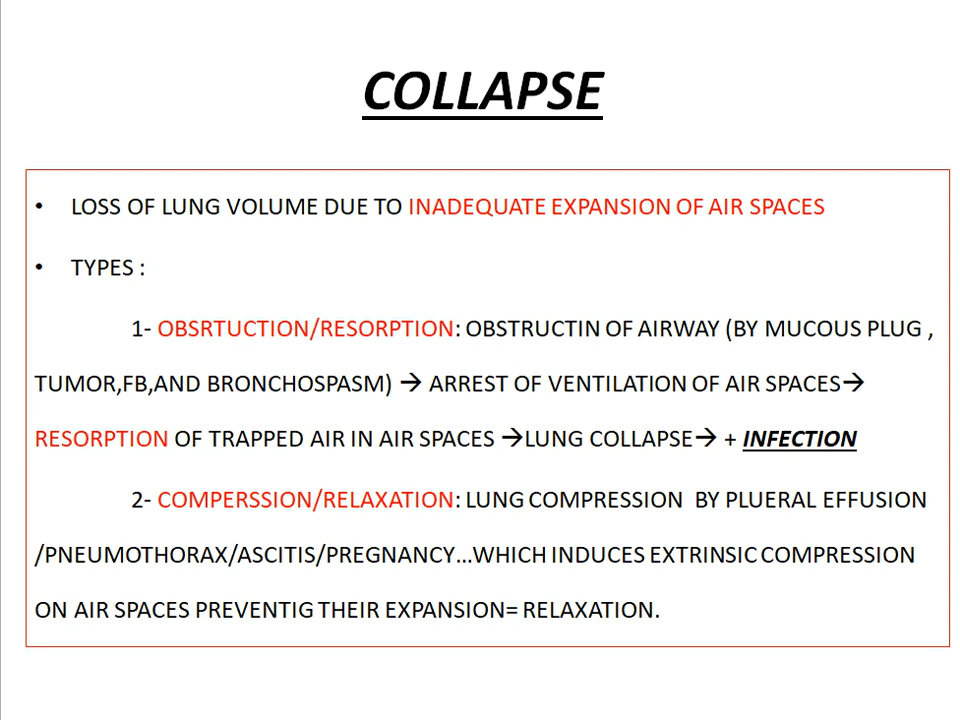 COLLAPSE
• LOSS OF LUNG VOLUME DUE TO INADEQUATE EXPANSION OF AIR SPACES
• TYPES :
1- OBSRTUCTION/RESORPTION: OBSTRUCTIN OF AIRWAY (BY MUCOUS PLUG ,
TUMOR,FB,AND BRONCHOSPASM) → ARREST OF VENTILATION OF AIR SPACES→
RESORPTION OF TRAPPED AIR IN AIR SPACES →LUNG COLLAPSE→ + INFECTION
2- COMPERSSION/RELAXATION: LUNG COMPRESSION BY PLUERAL EFFUSION
/PNEUMOTHORAX/ASCITIS/PREGNANCY...WHICH INDUCES EXTRINSIC COMPRESSION
ON AIR SPACES PREVENTIG THEIR EXPANSION= RELAXATION.